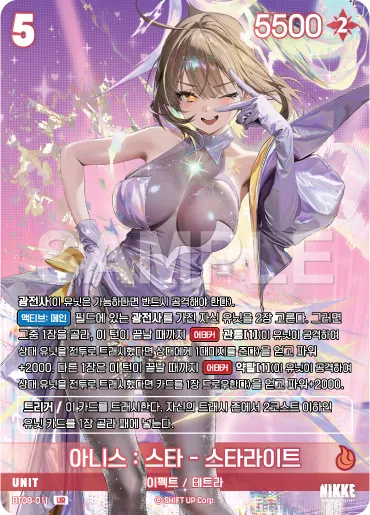 5
5500 2
SAMPLE
광전사(이 유닛은 가능하다면 반드시 공격해야 한다).
액티브: 메인 필드에 있는 광전사를 가진 자신 유닛을 2장 고른다. 그러면
그중 1장을 골라, 이 턴이 끝날 때까지 어태커 관통[1](이 유닛이 공격하여
상대 유닛을 전투로 트래시했다면 상대에게 1대미지를 준다)을 얻고 파워
+2000. 다른 1장은 이 턴이 끝날 때까지 어태커 약탈[1](이 유닛이 공격하여
상대 유닛을 전투로 트래시했다면 카드를 1장 드로우한다)을 얻고 파워+2000.
트리거 / 이 카드를 트래시한다. 자신의 트래시 존에서 2코스트 이하인
유닛 카드를 1장 골라 패에 넣는다.
아니스 : 스타 - 스타라이트
UNIT
이펙트 / 테트라
BT08-011 UR
© SHIFT UP Corp.
NIKKE